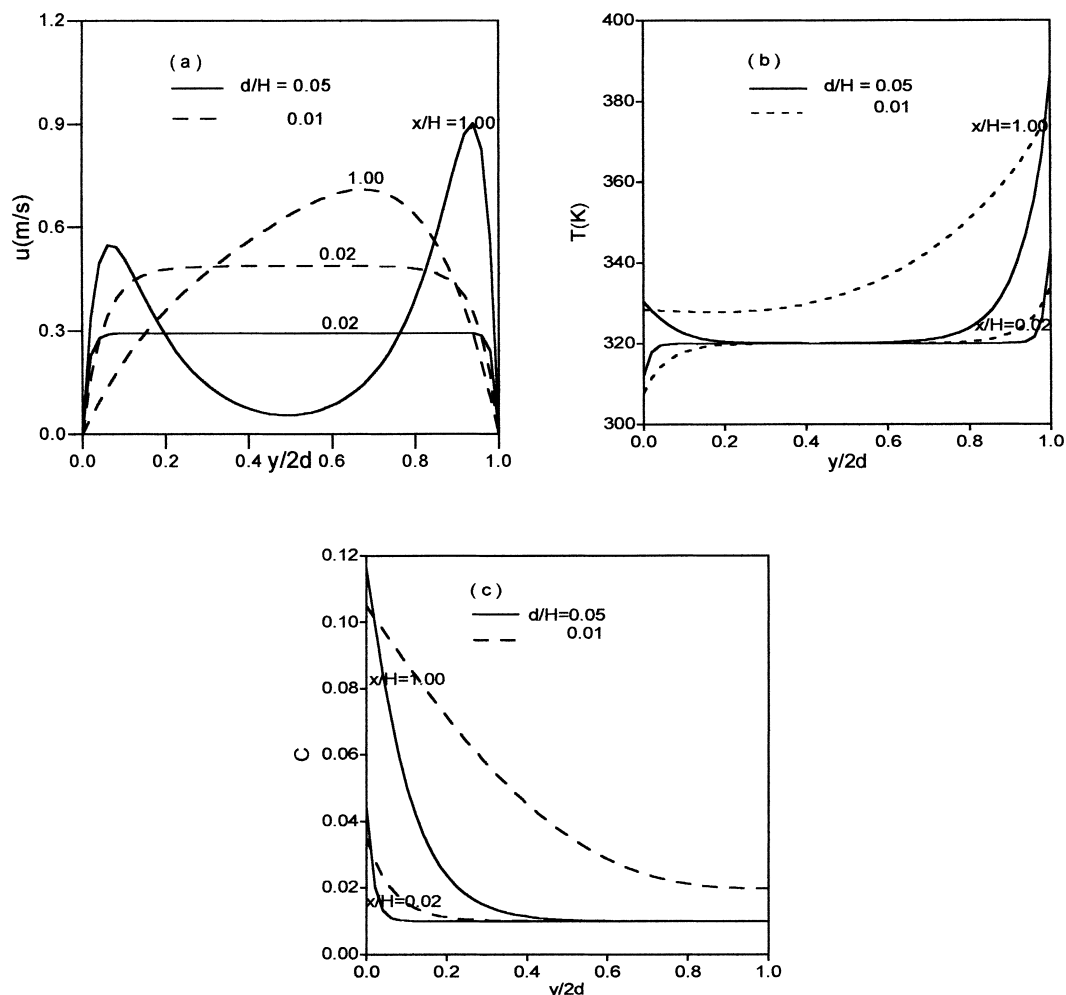 ( a )
d/H = 0.05
0.01
x/H =1.00
1.00
0.02
0.02
1.2
0.9
0.6
0.3
0.0
u(m/s)
0.0
0.2
0.4
0.6
0.8
1.0
y/2d
( b )
d/H = 0.05
0.01
x/H=1.00
x/H=0.02
400
380
360
340
320
300
T(K)
0.0
0.2
0.4
0.6
0.8
1.0
y/2d
( c )
d/H=0.05
0.01
x/H=1.00
x/H=0.02
0.12
0.10
0.08
0.06
0.04
0.02
0.00
C
0.0
0.2
0.4
0.6
0.8
1.0
y/2d